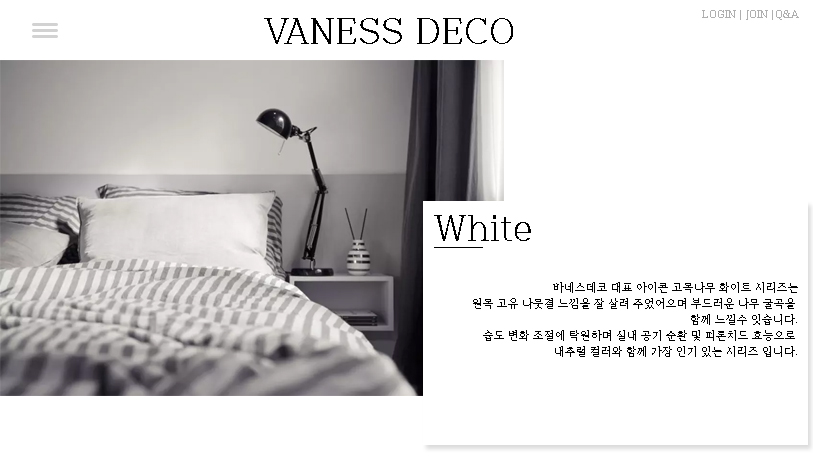 VANESS DECO
LOGIN | JOIN |Q&A
White
바네스데코 대표 아이콘 고목나무 화이트 시리즈는
원목 고유 나뭇결 느낌을 잘 살려 주었어으며 부드러운 나무 굴곡을
함께 느낄수 잇습니다.
습도 변화 조절에 탁원하며 실내 공기 순환 및 피톤치드 효능으로
내추럴 컬러와 함께 가장 인기 있는 시리즈 입니다.